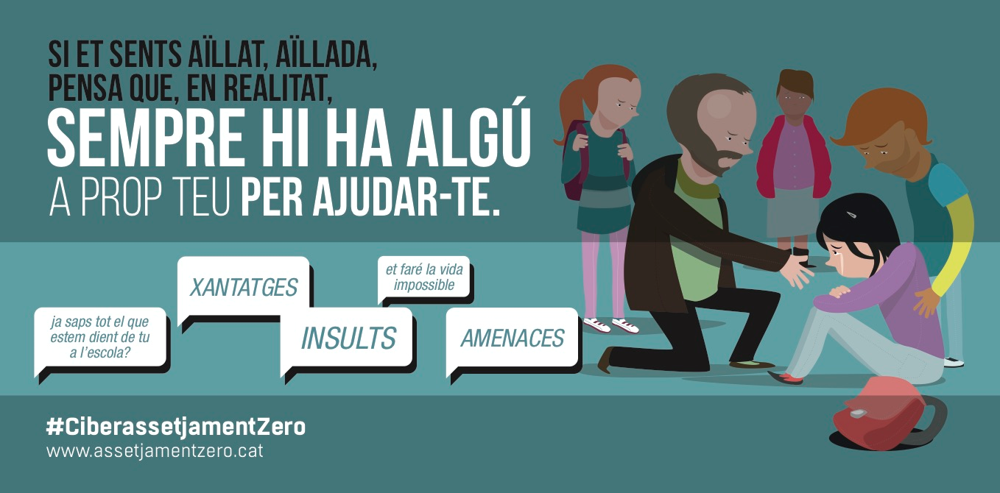 SI ET SENTS AÏLLAT, AÏLLADA,
PENSA QUE, EN REALITAT,
SEMPRE HI HA ALGÚ
A PROP TEU PER AJUDAR-TE.
XANTATGES
et faré la vida
impossible
ja saps tot el que
estem dient de tu
a l'escola?
INSULTS
AMENACES
#CiberassetjamentZero
www.assetjamentzero.cat